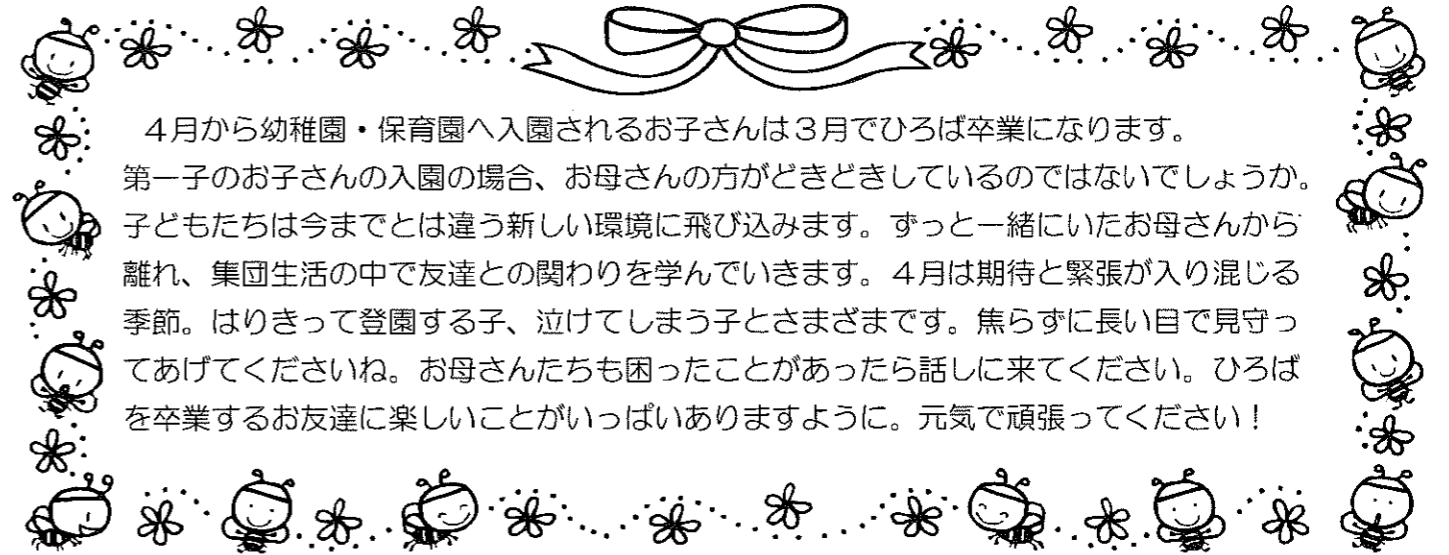 ４月から幼稚園・保育園へ入園されるお子さんは３月でひろば卒業になります。
第一子のお子さんの入園の場合、お母さんの方がどきどきしているのではないでしょうか。
子どもたちは今までとは違う新しい環境に飛び込みます。ずっと一緒にいたお母さんから
離れ、集団生活の中で友達との関わりを学んでいきます。４月は期待と緊張が入り混じる
季節。はりきって登園する子、泣けてしまう子とさまざまです。焦らずに長い目で見守っ
てあげてくださいね。お母さんたちも困ったことがあったら話しに来てください。ひろば
を卒業するお友達に楽しいことがいっぱいありますように。元気で頑張ってください！